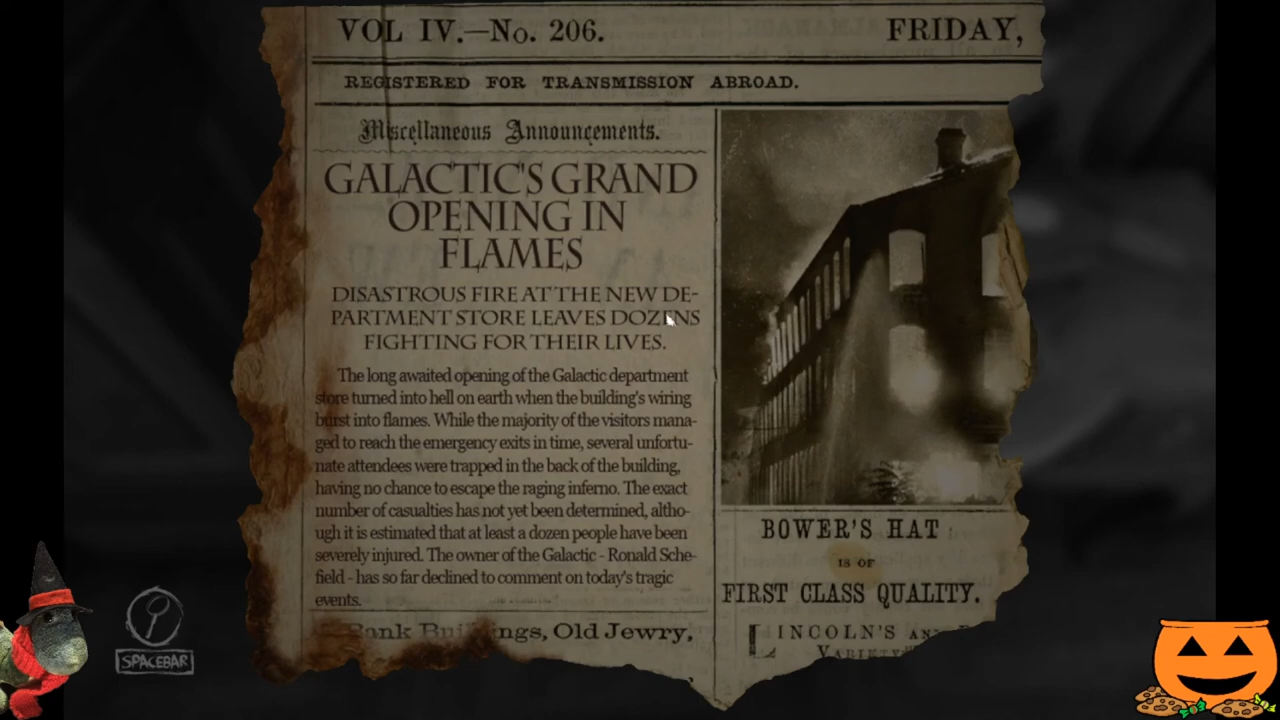 VOL IV.—No. 206.
FRIDAY,
REGISTERED FOR TRANSMISSION ABROAD.
Miscellaneous Announcements.
GALACTIC'S GRAND
OPENING IN
FLAMES
DISASTROUS FIRE AT THE NEW DE-
PARTMENT STORE LEAVES DOZENS
FIGHTING FOR THEIR LIVES.
The long awaited opening of the Galactic department
store turned into hell on earth when the building's wiring
burst into flames. While the majority of the visitors mana-
ged to reach the emergency exits in time, several unfortu-
nate attendees were trapped in the back of the building,
having no chance to escape the raging inferno. The exact
number of casualties has not yet been determined, altho-
ugh it is estimated that at least a dozen people have been
severely injured. The owner of the Galactic - Ronald Sche-
field - has so far declined to comment on today's tragic
events.
Bank Buildings, Old Jewry,
BOWER'S HAT
IS OF
FIRST CLASS QUALITY.
LINCOLN'S
VARIETY
SPACEBAR